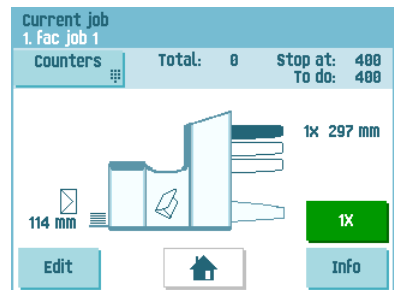 Current job
1. fac job 1
Counters Total: 0 Stop at: 400
To do: 400
1x 297 mm
114 mm
1X
Edit Info